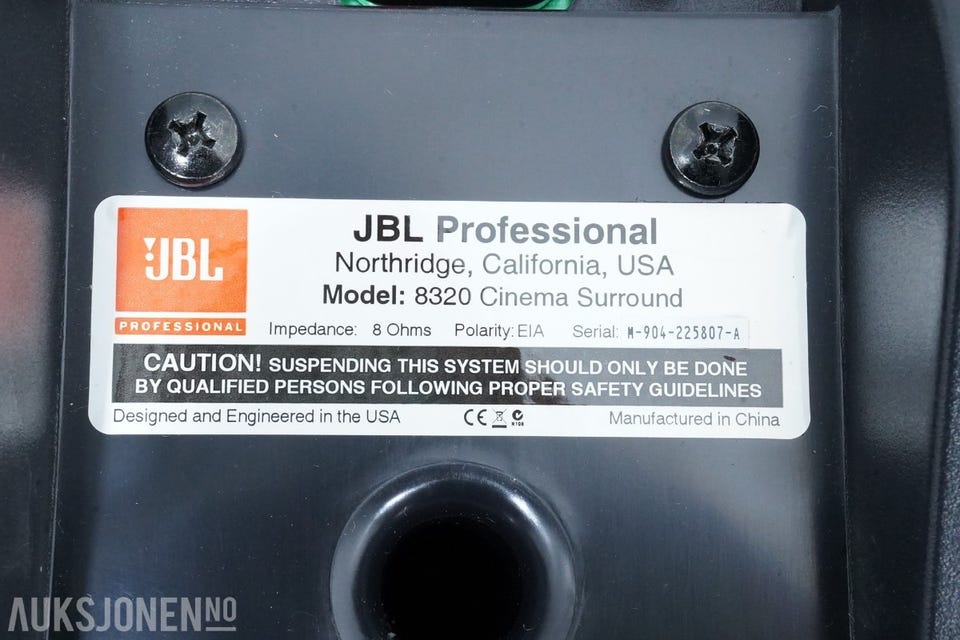 JBL
PROFESSIONAL
JBL Professional
Northridge, California, USA
Model: 8320 Cinema Surround
Impedance: 8 Ohms Polarity: EIA Serial: M-904-225807-A
CAUTION! SUSPENDING THIS SYSTEM SHOULD ONLY BE DONE
BY QUALIFIED PERSONS FOLLOWING PROPER SAFETY GUIDELINES
Designed and Engineered in the USA CE N108 Manufactured in China
AUKSJONEN.NO